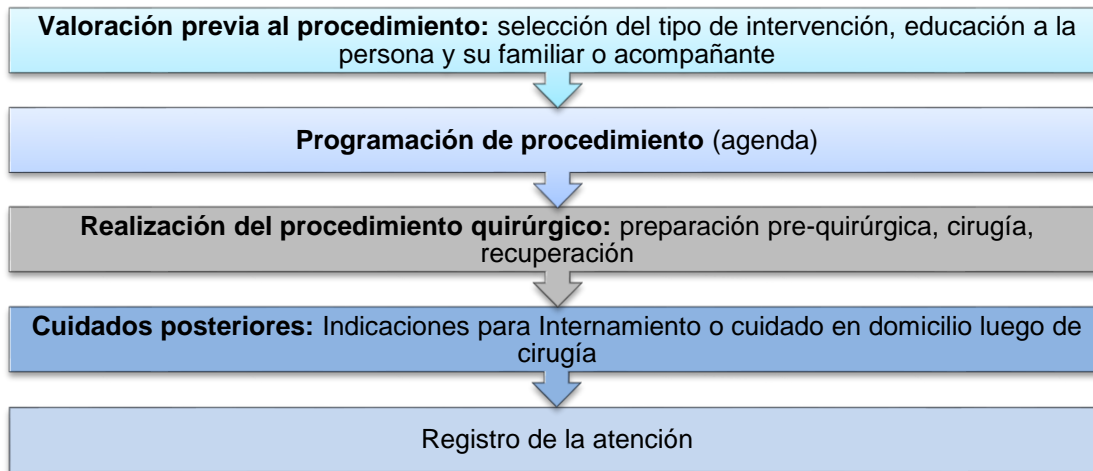 Valoración previa al procedimiento: selección del tipo de intervención, educación a la
persona y su familiar o acompañante
Programación de procedimiento (agenda)
Realización del procedimiento quirúrgico: preparación pre-quirúrgica, cirugía,
recuperación
Cuidados posteriores: Indicaciones para Internamiento o cuidado en domicilio luego de
cirugía
Registro de la atención